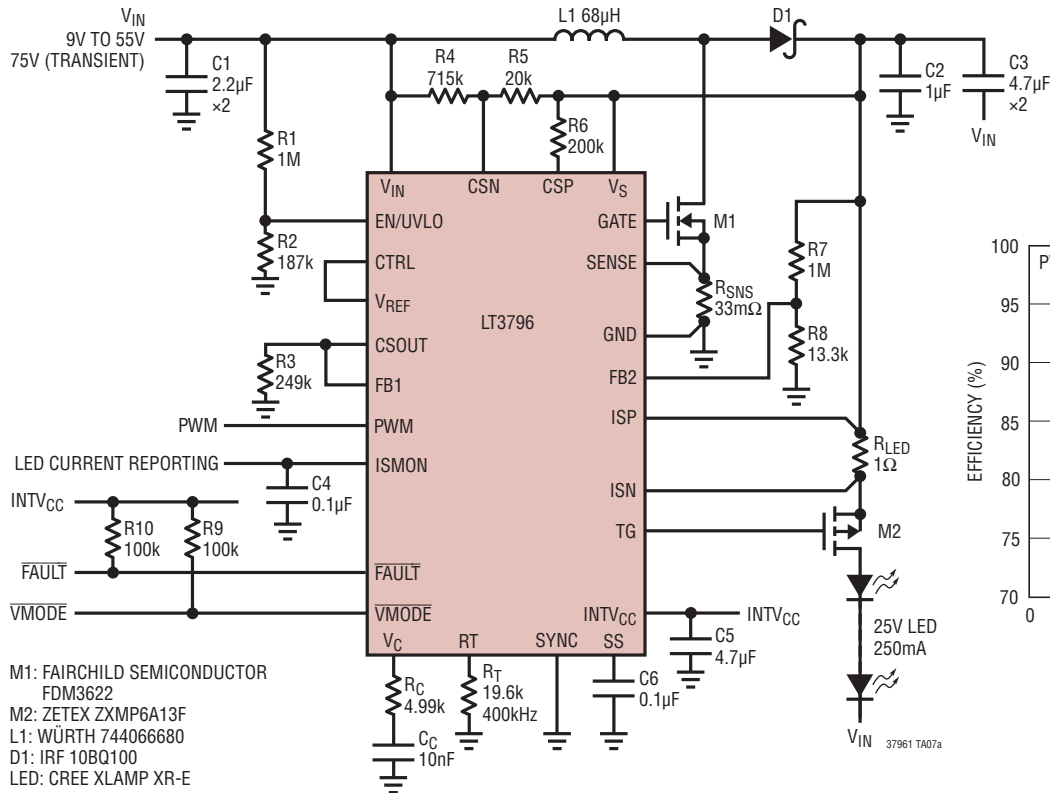 VIN
9V TO 55V
75V (TRANSIENT)
C1
2.2µF
×2
R1
1M
R2
187k
R4
715k
R5
20k
R6
200k
L1 68µH
D1
C2
1µF
C3
4.7µF
×2
VIN
VIN
CSN
CSP
VS
EN/UVLO
CTRL
VREF
CSOUT
FB1
PWM
ISMON
FAULT
VMODE
LT3796
GATE
SENSE
GND
FB2
ISP
ISN
TG
INTVCC
VC
RT
SYNC
SS
R3
249k
PWM
LED CURRENT REPORTING
C4
0.1µF
INTVCC
R10
100k
R9
100k
FAULT
VMODE
M1
RSNS
33mΩ
R7
1M
R8
13.3k
RLED
1Ω
M2
INTVCC
C5
4.7µF
25V LED
250mA
VIN
37961 TA07a
RC
4.99k
CC
10nF
RT
19.6k
400kHz
C6
0.1µF
M1: FAIRCHILD SEMICONDUCTOR
FDM3622
M2: ZETEX ZXMP6A13F
L1: WÜRTH 744066680
D1: IRF 10BQ100
LED: CREE XLAMP XR-E
EFFICIENCY (%)
100
95
90
85
80
75
70
0